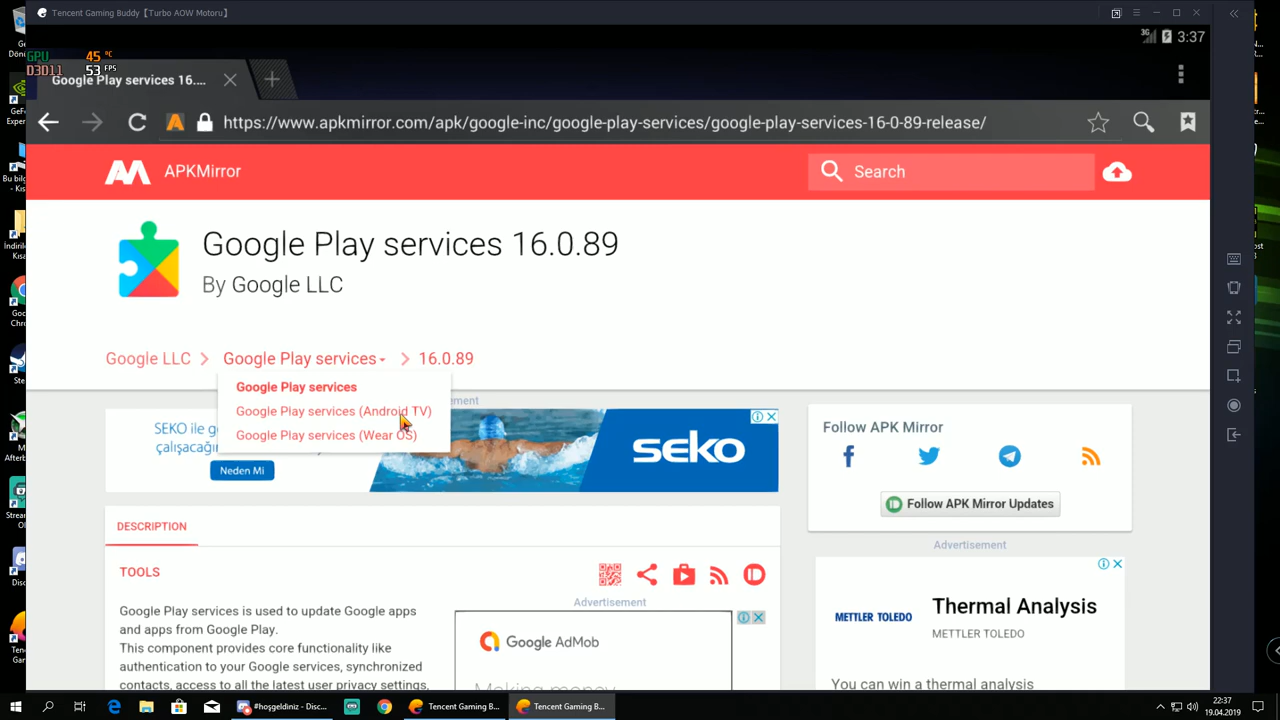 Tencent Gaming Buddy【Turbo AOW Motoru】
3G 3:37
GPU 45 °C
D3D11 53 FPS
Google Play services 16....
https://www.apkmirror.com/apk/google-inc/google-play-services/google-play-services-16-0-89-release/
APKMirror
Search
Google Play services 16.0.89
By Google LLC
Google LLC > Google Play services > 16.0.89
Google Play services
Google Play services (Android TV)
Google Play services (Wear OS)
SEKO ile
çalışacağı
Neden Mi
seko
Follow APK Mirror
Follow APK Mirror Updates
Advertisement
DESCRIPTION
TOOLS
Google Play services is used to update Google apps
and apps from Google Play.
This component provides core functionality like
authentication to your Google services, synchronized
contacts, access to all the latest user privacy settings,
Advertisement
Google AdMob
Making money
METTLER TOLEDO
Thermal Analysis
METTLER TOLEDO
You can win a thermal analysis
#hoşgeldiniz - Disc...
Tencent Gaming B...
Tencent Gaming B...
22:37
19.04.2019